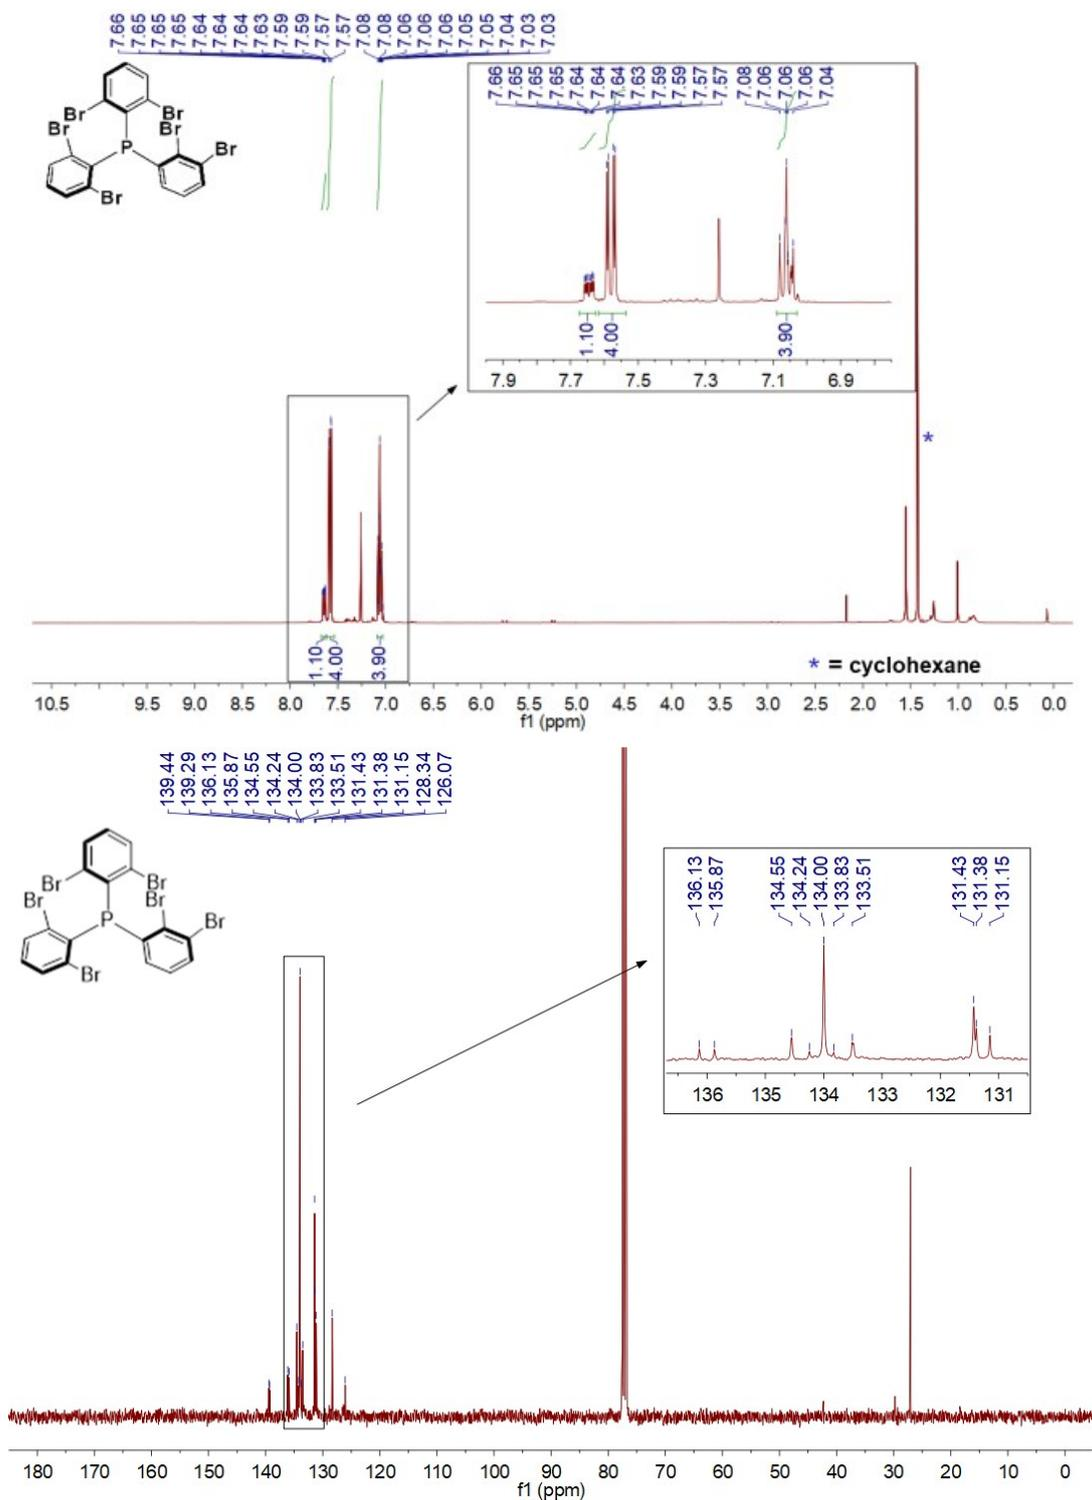 7.66 7.65 7.65 7.65 7.64 7.64 7.64 7.63 7.59 7.59 7.57 7.57 7.08 7.08 7.06 7.06 7.06 7.05 7.05 7.04 7.03 7.03
7.66 7.65 7.65 7.65 7.64 7.64 7.64 7.63 7.59 7.59 7.57 7.57 7.08 7.06 7.06 7.06 7.04
Br Br
Br Br Br
P
Br
1.10 4.00 3.90
7.9 7.7 7.5 7.3 7.1 6.9
*
1.10 4.00 3.90
* = cyclohexane
10.5 9.5 9.0 8.5 8.0 7.5 7.0 6.5 6.0 5.5 5.0 4.5 4.0 3.5 3.0 2.5 2.0 1.5 1.0 0.5 0.0
f1 (ppm)
139.44 139.29 136.13 135.87 134.55 134.24 134.00 133.83 133.51 131.43 131.38 131.15 128.34 126.07
136.13 135.87 134.55 134.24 134.00 133.83 133.51 131.43 131.38 131.15
Br Br
Br Br Br
P
Br
136 135 134 133 132 131
180 170 160 150 140 130 120 110 100 90 80 70 60 50 40 30 20 10 0
f1 (ppm)